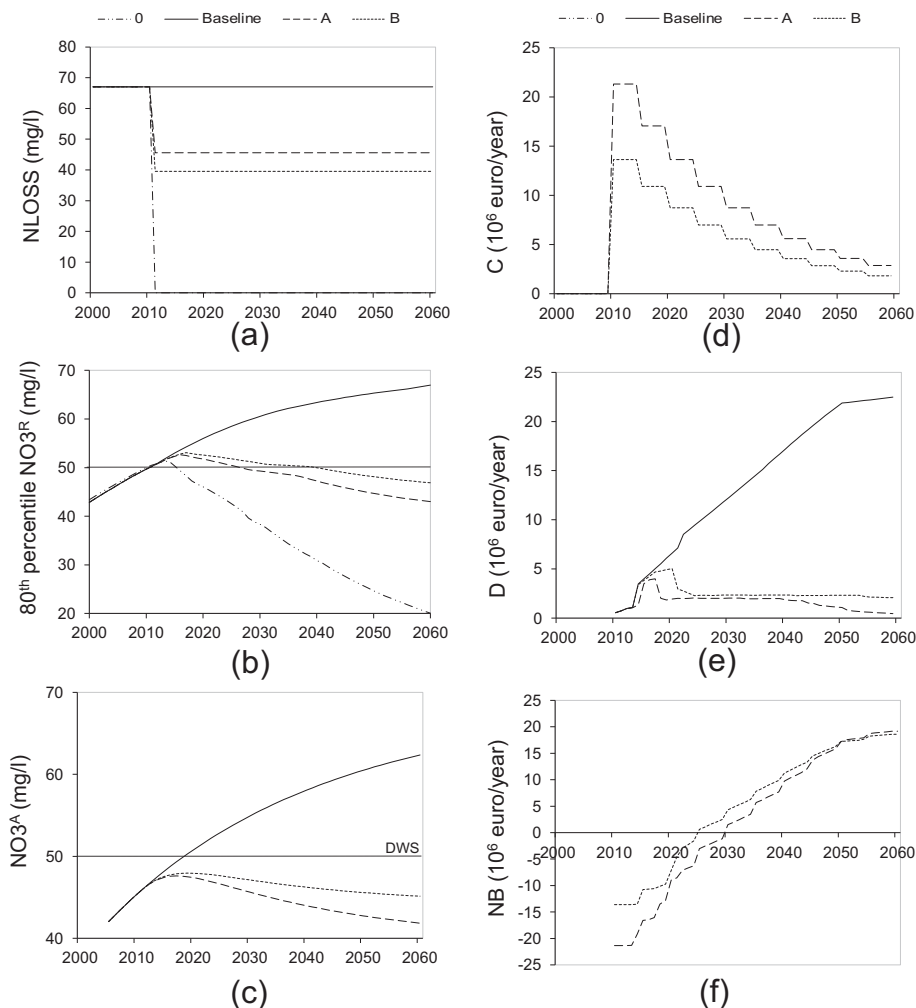 0 Baseline A B
80
70
60
50
40
30
20
10
0
NLOSS (mg/l)
2000 2010 2020 2030 2040 2050 2060
(a)
70
60
50
40
30
20
80th percentile NO3R (mg/l)
2000 2010 2020 2030 2040 2050 2060
(b)
70
60
50
40
NO3A (mg/l)
DWS
2000 2010 2020 2030 2040 2050 2060
(c)
0 Baseline A B
25
20
15
10
5
0
C (106 euro/year)
2000 2010 2020 2030 2040 2050 2060
(d)
25
20
15
10
5
0
D (106 euro/year)
2000 2010 2020 2030 2040 2050 2060
(e)
25
20
15
10
5
0
-5
-10
-15
-20
-25
NB (106 euro/year)
2000 2010 2020 2030 2040 2050 2060
(f)